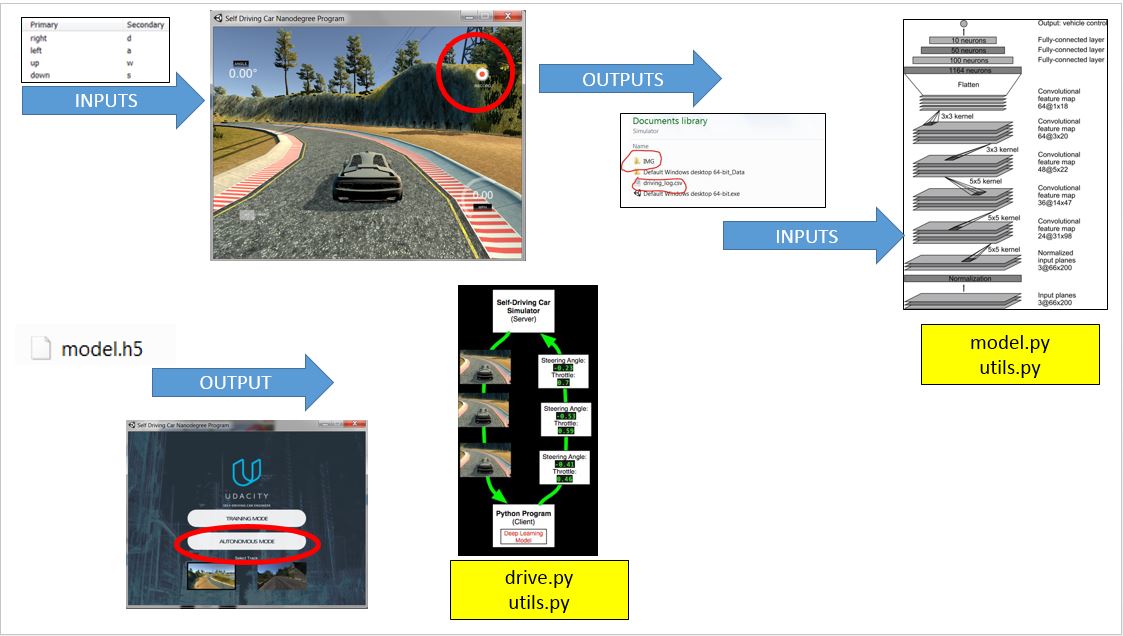 Primary Secondary
right d
left a
up w
down s
INPUTS
Self Driving Car Nanodegree Program
ANGLE
0.00°
RECORD
0.00
MPH
OUTPUTS
Documents library
Simulator
Name
IMG
Default Windows desktop 64-bit_Data
driving_log.csv
Default Windows desktop 64-bit.exe
INPUTS
Output: vehicle control
10 neurons Fully-connected layer
50 neurons Fully-connected layer
100 neurons Fully-connected layer
1164 neurons
Flatten
Convolutional
feature map
64@1x18
3x3 kernel
Convolutional
feature map
64@3x20
3x3 kernel
Convolutional
feature map
48@5x22
5x5 kernel
Convolutional
feature map
36@14x47
5x5 kernel
Convolutional
feature map
24@31x98
5x5 kernel
Normalized
input planes
3@66x200
Normalization
Input planes
3@66x200
model.py
utils.py
model.h5
OUTPUT
Self Driving Car Nanodegree Program
UDACITY
SELF-DRIVING CAR ENGINEER
TRAINING MODE
AUTONOMOUS MODE
Select Track
Self-Driving Car
Simulator
(Server)
Steering Angle:
-0.23
Throttle:
0.7
Steering Angle:
-0.53
Throttle:
0.59
Steering Angle:
-0.41
Throttle:
0.46
Python Program
(Client)
Deep Learning
Model
drive.py
utils.py